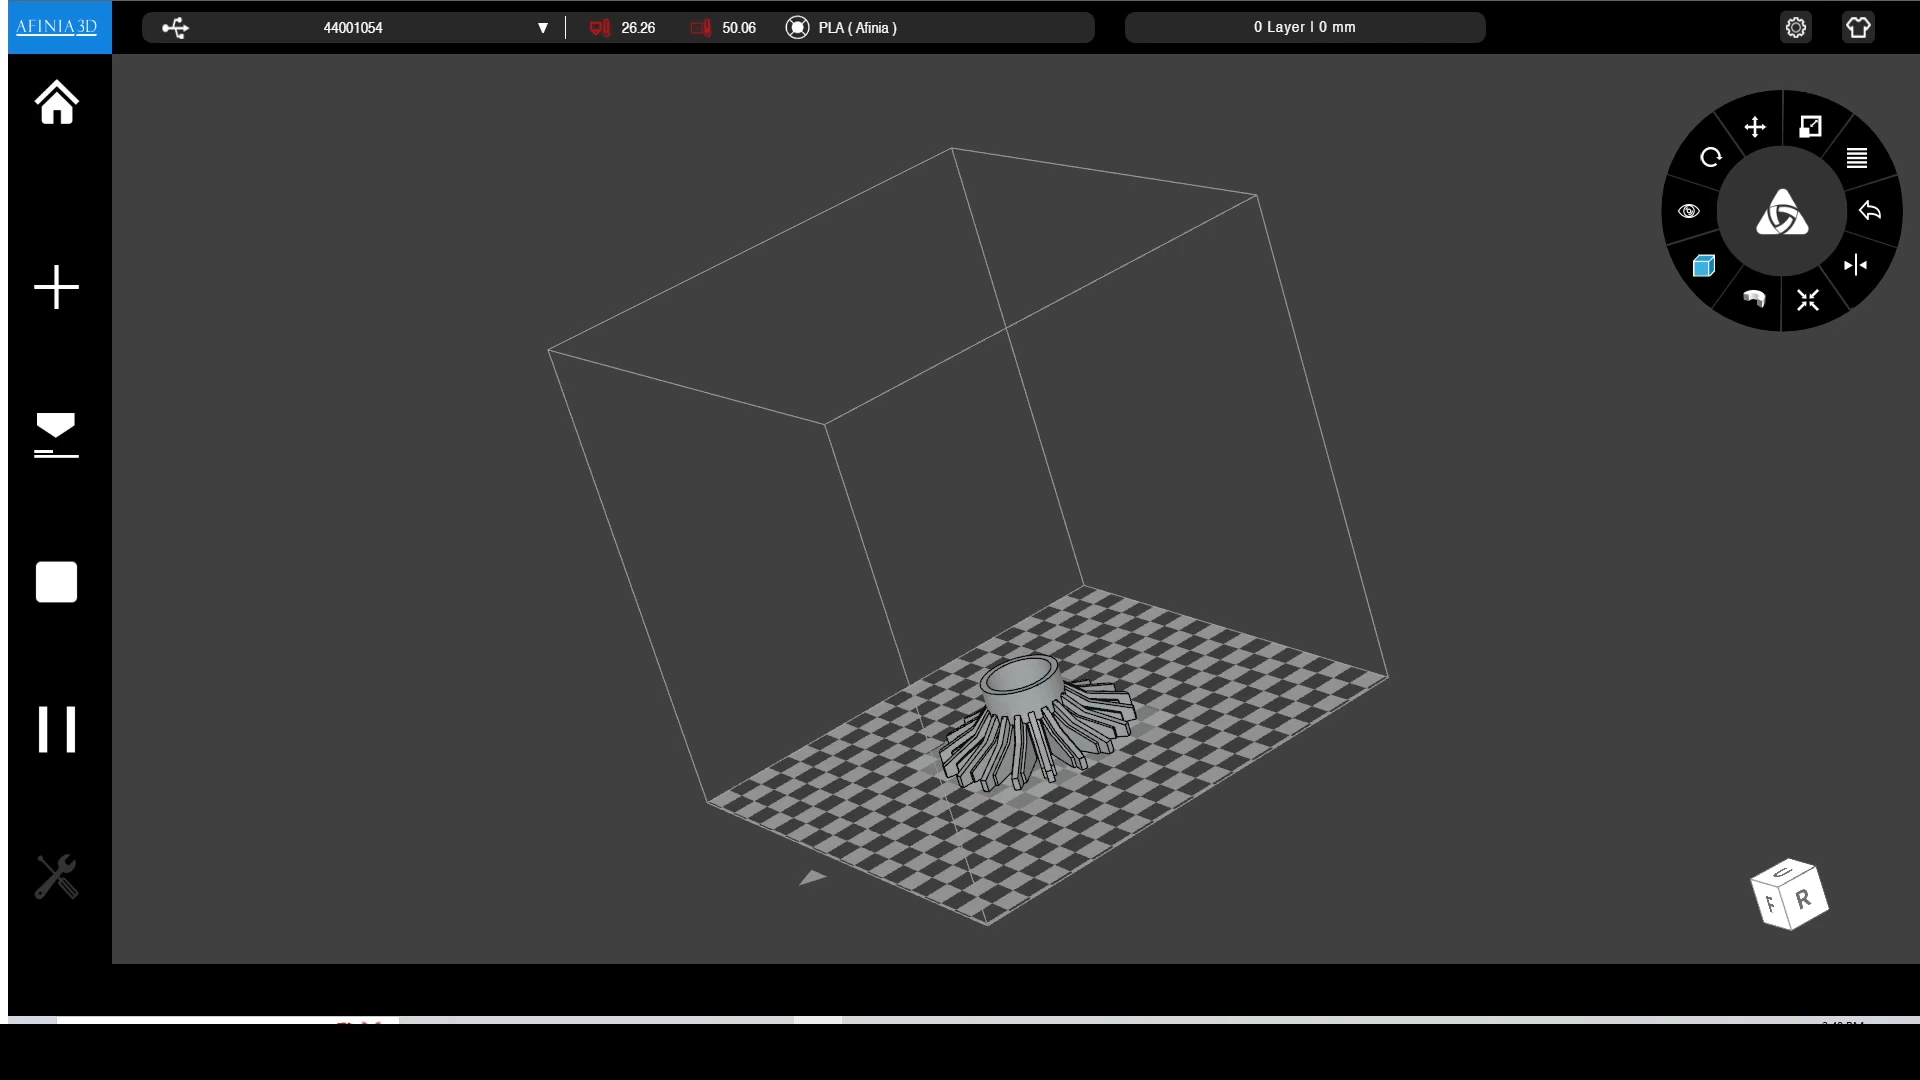 AFINIA3D
44001054
26.26
50.06
PLA ( Afinia )
0 Layer | 0 mm
U
F
R